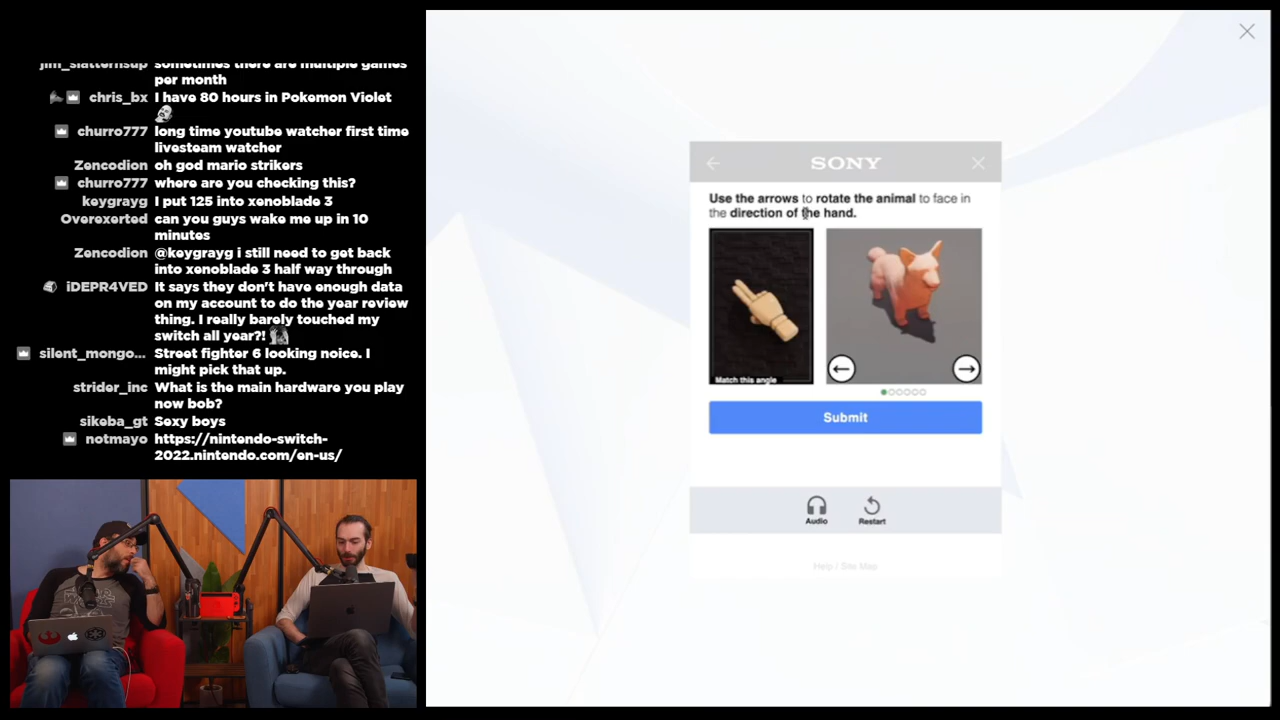 jim_slatternsup sometimes there are multiple games
per month
chris_bx I have 80 hours in Pokemon Violet
churro777 long time youtube watcher first time
livesteam watcher
Zencodion oh god mario strikers
churro777 where are you checking this?
keygrayg I put 125 into xenoblade 3
Overexerted can you guys wake me up in 10
minutes
Zencodion @keygrayg i still need to get back
into xenoblade 3 half way through
iDEPR4VED It says they don't have enough data
on my account to do the year review
thing. I really barely touched my
switch all year?!
silent_mongo... Street fighter 6 looking noice. I
might pick that up.
strider_inc What is the main hardware you play
now bob?
sikeba_gt Sexy boys
notmayo https://nintendo-switch-
2022.nintendo.com/en-us/
SONY
Use the arrows to rotate the animal to face in
the direction of the hand.
Match this angle
Submit
Audio Restart
Help / Site Map